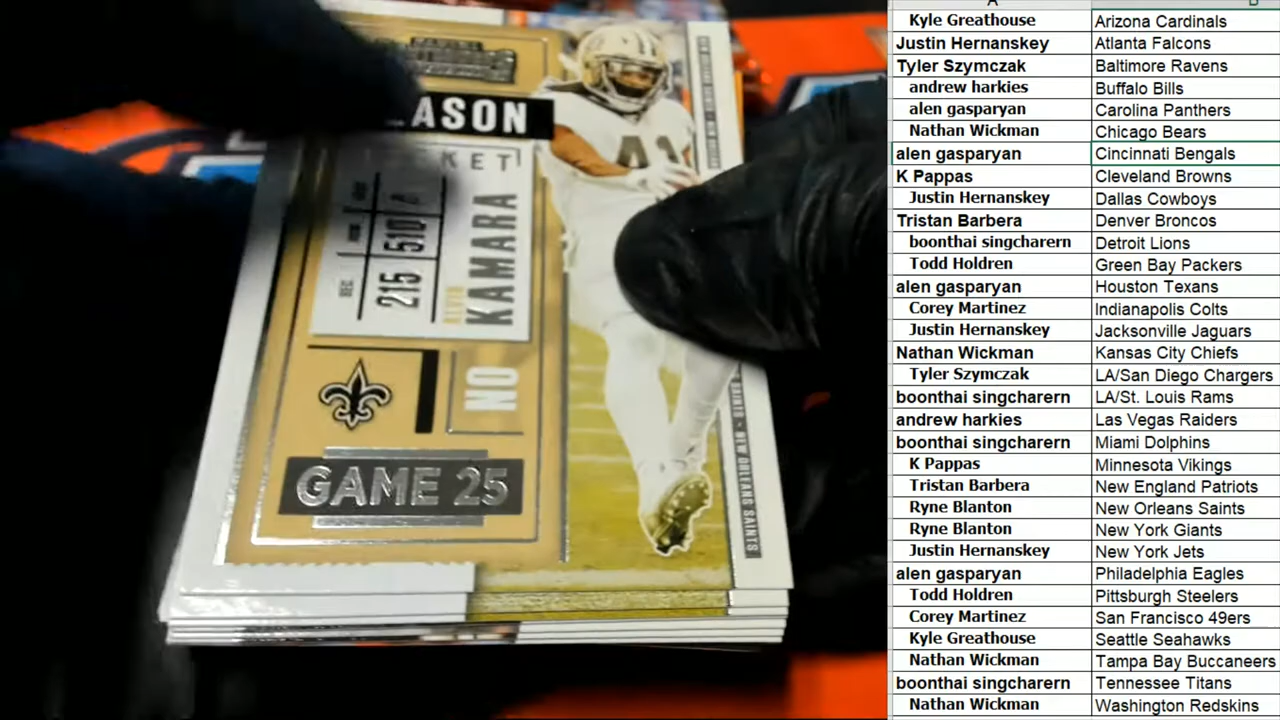 ASON
KET
215
510
ALVIN
KAMARA
NO
GAME 25
SAINTS • NEW ORLEANS SAINTS
Kyle Greathouse Arizona Cardinals
Justin Hernanskey Atlanta Falcons
Tyler Szymczak Baltimore Ravens
andrew harkies Buffalo Bills
alen gasparyan Carolina Panthers
Nathan Wickman Chicago Bears
alen gasparyan Cincinnati Bengals
K Pappas Cleveland Browns
Justin Hernanskey Dallas Cowboys
Tristan Barbera Denver Broncos
boonthai singcharern Detroit Lions
Todd Holdren Green Bay Packers
alen gasparyan Houston Texans
Corey Martinez Indianapolis Colts
Justin Hernanskey Jacksonville Jaguars
Nathan Wickman Kansas City Chiefs
Tyler Szymczak LA/San Diego Chargers
boonthai singcharern LA/St. Louis Rams
andrew harkies Las Vegas Raiders
boonthai singcharern Miami Dolphins
K Pappas Minnesota Vikings
Tristan Barbera New England Patriots
Ryne Blanton New Orleans Saints
Ryne Blanton New York Giants
Justin Hernanskey New York Jets
alen gasparyan Philadelphia Eagles
Todd Holdren Pittsburgh Steelers
Corey Martinez San Francisco 49ers
Kyle Greathouse Seattle Seahawks
Nathan Wickman Tampa Bay Buccaneers
boonthai singcharern Tennessee Titans
Nathan Wickman Washington Redskins